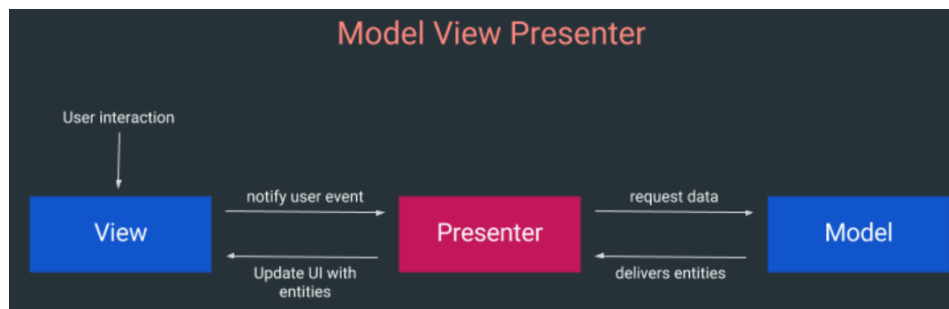 Model View Presenter
User interaction
notify user event
request data
View
Presenter
Model
Update UI with
entities
delivers entities